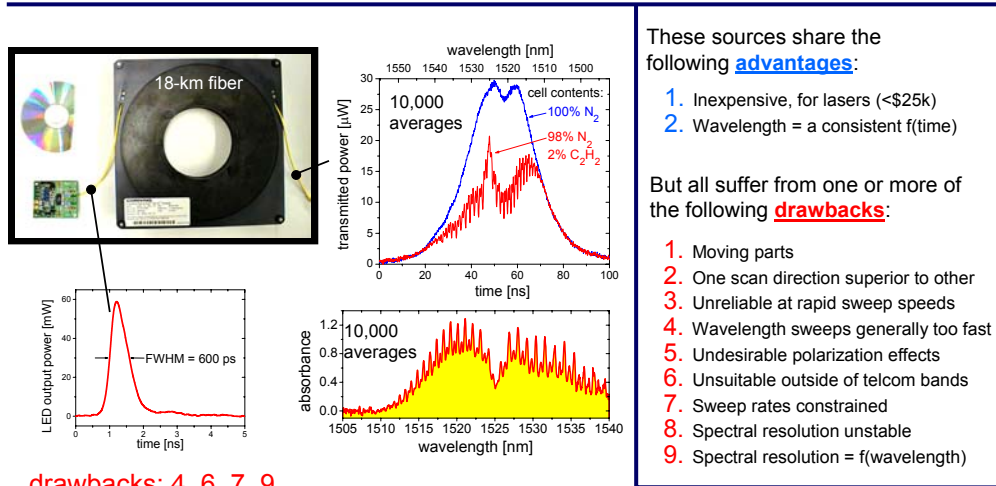 18-km fiber
wavelength [nm]
1550 1540 1530 1520 1510 1500
30
25
20
15
10
5
0
transmitted power [µW]
10,000
averages
cell contents:
100% N2
98% N2
2% C2H2
0 20 40 60 80 100
time [ns]
LED output power [mW]
60
40
20
0
FWHM = 600 ps
0 1 2 3 4 5
time [ns]
absorbance
1.2
0.8
0.4
0.0
10,000
averages
1505 1510 1515 1520 1525 1530 1535 1540
wavelength [nm]
drawbacks: 4, 6, 7, 9
These sources share the
following advantages:
1. Inexpensive, for lasers (<$25k)
2. Wavelength = a consistent f(time)
But all suffer from one or more of
the following drawbacks:
1. Moving parts
2. One scan direction superior to other
3. Unreliable at rapid sweep speeds
4. Wavelength sweeps generally too fast
5. Undesirable polarization effects
6. Unsuitable outside of telcom bands
7. Sweep rates constrained
8. Spectral resolution unstable
9. Spectral resolution = f(wavelength)